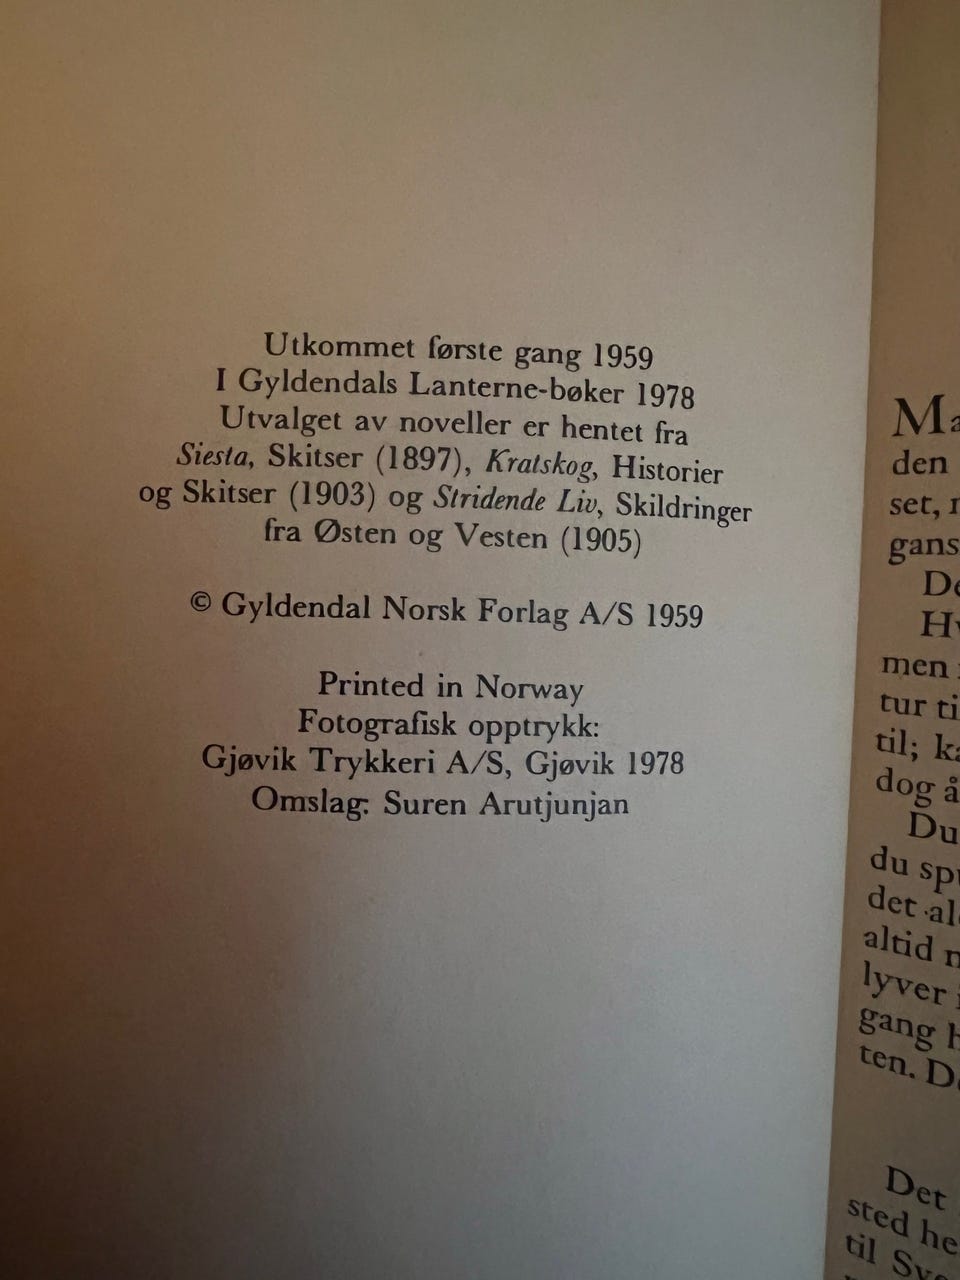 Utkommet første gang 1959
I Gyldendals Lanterne-bøker 1978
Utvalget av noveller er hentet fra
Siesta, Skitser (1897), Kratskog, Historier
og Skitser (1903) og Stridende Liv, Skildringer
fra Østen og Vesten (1905)
© Gyldendal Norsk Forlag A/S 1959
Printed in Norway
Fotografisk opptrykk:
Gjøvik Trykkeri A/S, Gjøvik 1978
Omslag: Suren Arutjunjan
den
set,
gans
men
tur
til;
dog å
Du
du
det
altid
lyver
gang
ten.
Det
sted
til